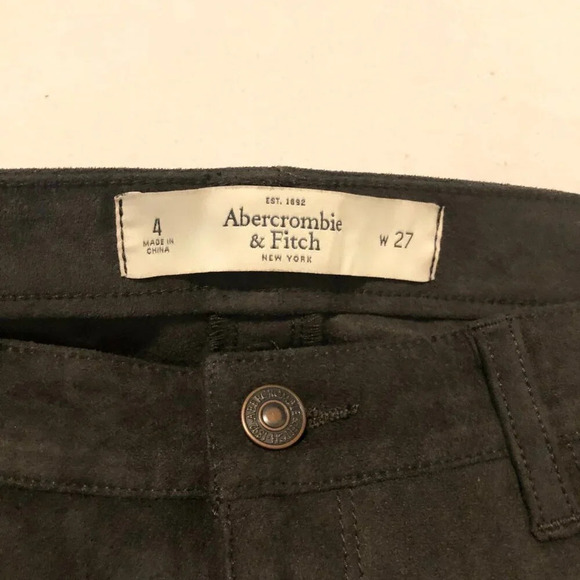 EST. 1892
Abercrombie
& Fitch
NEW YORK
4
MADE IN
CHINA
W 27